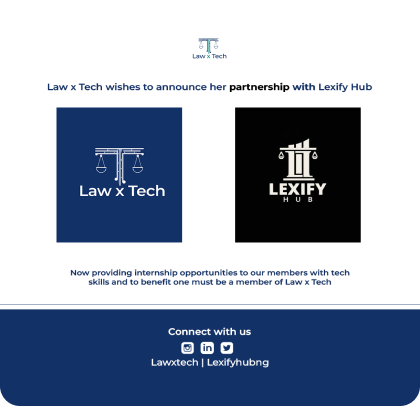 Law x Tech
Law x Tech wishes to announce her partnership with Lexify Hub
Law x Tech
LEXIFY
HUB
Now providing internship opportunities to our members with tech
skills and to benefit one must be a member of Law x Tech
Connect with us
Lawxtech | Lexifyhubng